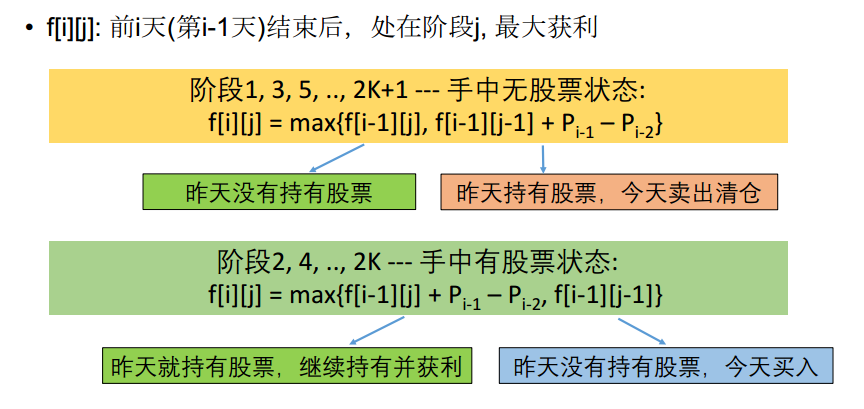 • f[i][j]: 前i天(第i-1天)结束后，处在阶段j, 最大获利
阶段1, 3, 5, .., 2K+1 --- 手中无股票状态:
f[i][j] = max{f[i-1][j], f[i-1][j-1] + Pi-1 – Pi-2}
昨天没有持有股票
昨天持有股票，今天卖出清仓
阶段2, 4, .., 2K --- 手中有股票状态:
f[i][j] = max{f[i-1][j] + Pi-1 – Pi-2, f[i-1][j-1]}
昨天就持有股票，继续持有并获利
昨天没有持有股票，今天买入